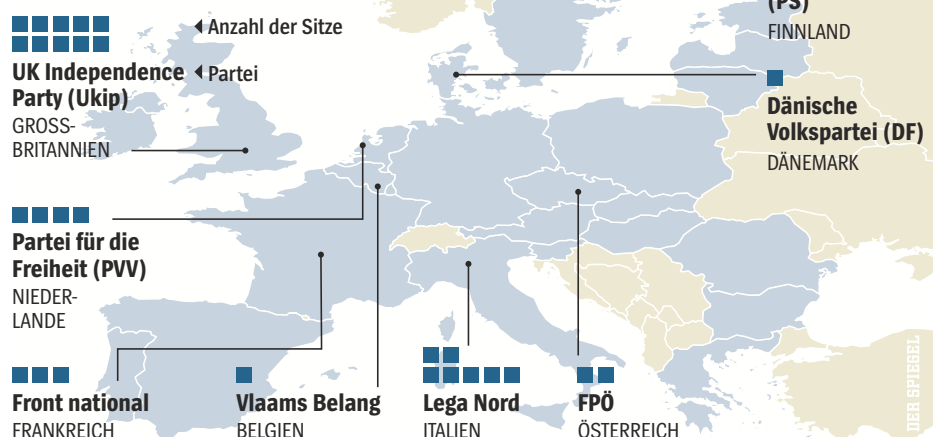 (PS)
FINNLAND
Anzahl der Sitze
UK Independence
Party (Ukip)
Partei
GROSS-
BRITANNIEN
Dänische
Volkspartei (DF)
DÄNEMARK
Partei für die
Freiheit (PVV)
NIEDER-
LANDE
Front national
FRANKREICH
Vlaams Belang
BELGIEN
Lega Nord
ITALIEN
FPÖ
ÖSTERREICH
DER SPIEGEL